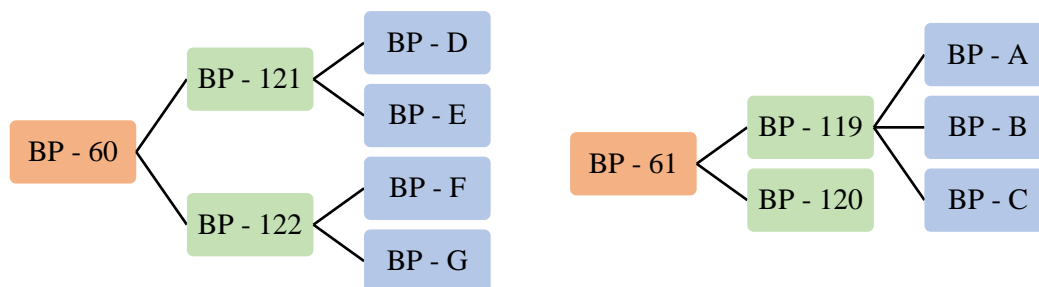 BP - 60
BP - 121
BP - 122
BP - D
BP - E
BP - F
BP - G
BP - 61
BP - 119
BP - 120
BP - A
BP - B
BP - C